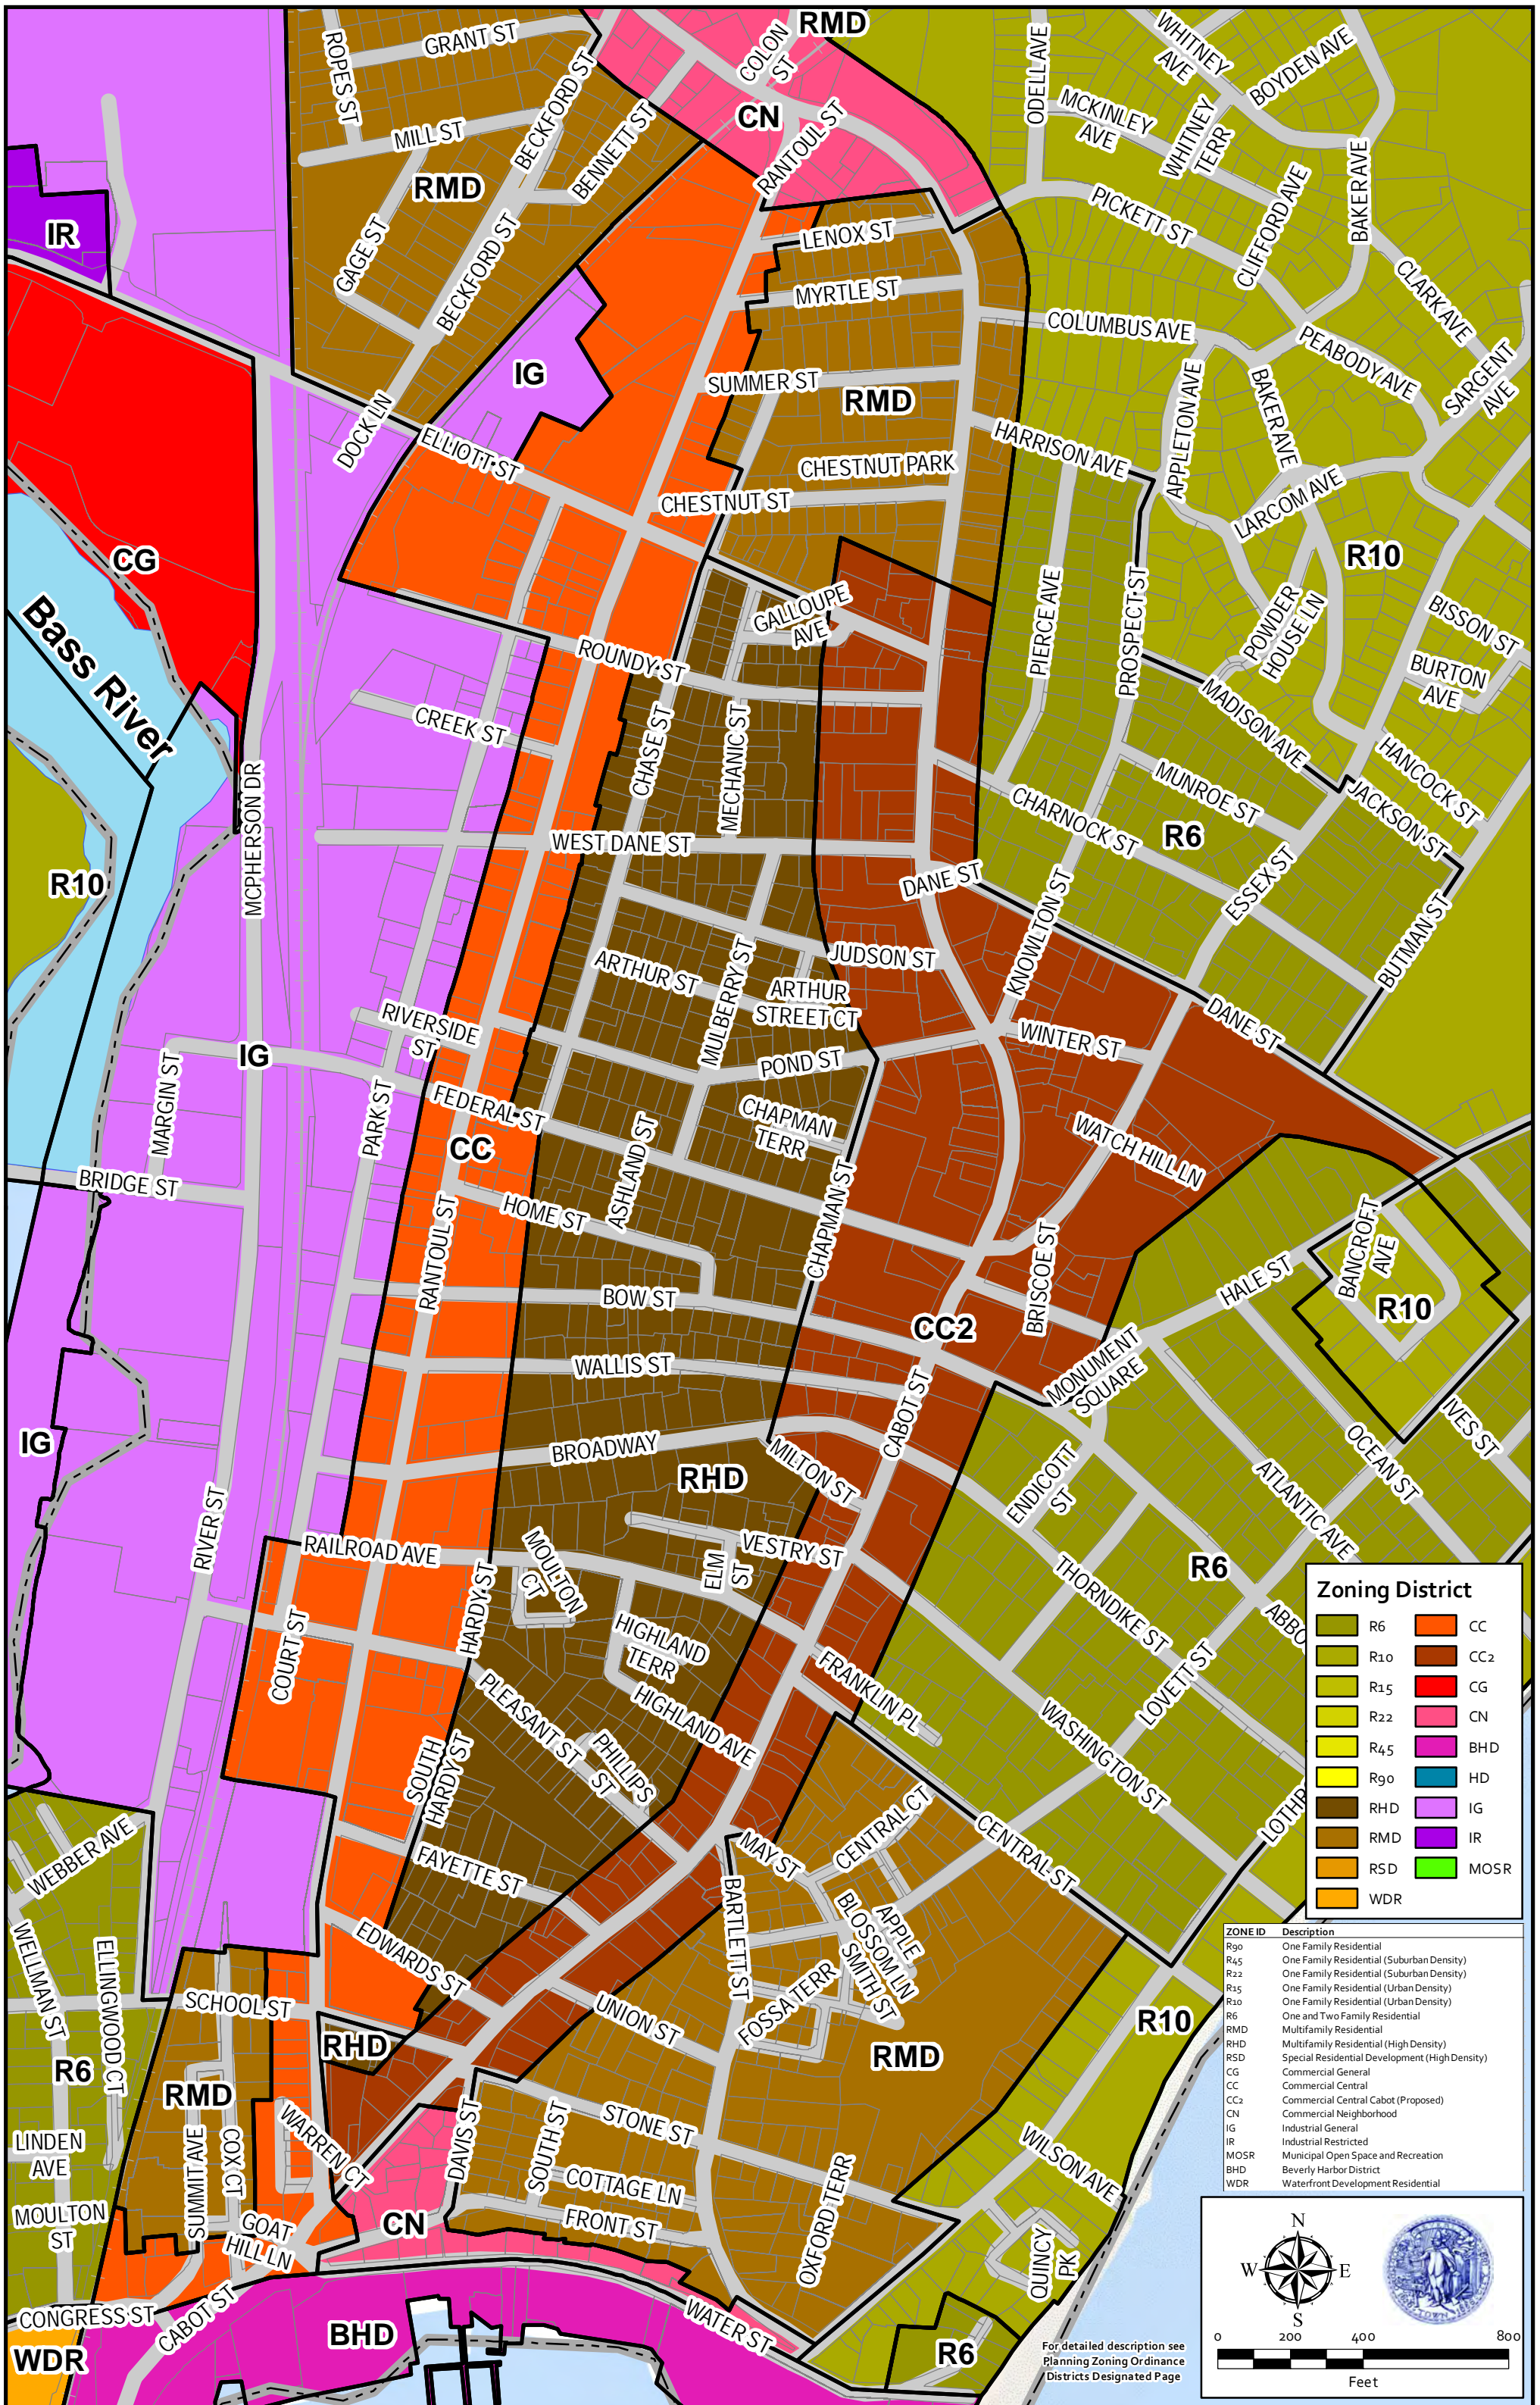 RMD
GRANT ST
ROPES ST
COLON
ST
WHITNEY
AVE
BOYDEN AVE
ODELL AVE
MCKINLEY
AVE
WHITNEY
TERR
CN
MILL ST
BECKFORD ST
BENNETT ST
RANTOUL ST
RMD
BAKER AVE
PICKETT ST
CLIFFORD AVE
IR
GAGE ST
BECKFORD ST
LENOX ST
MYRTLE ST
CLARK AVE
COLUMBUS AVE
PEABODY AVE
SARGENT
AVE
IG
SUMMER ST
RMD
APPLETON AVE
BAKER AVE
DOCK LN
ELLIOTT ST
HARRISON AVE
CHESTNUT PARK
CHESTNUT ST
LARCOM AVE
CG
R10
Bass River
GALLOUPE
AVE
PIERCE AVE
PROSPECT ST
POWDER
HOUSE LN
BISSON ST
BURTON
AVE
ROUNDY ST
CREEK ST
CHASE ST
MECHANIC ST
MADISON AVE
HANCOCK ST
MUNROE ST
JACKSON ST
CHARNOCK ST
R6
MCPHERSON DR
WEST DANE ST
R10
DANE ST
KNOWLTON ST
ESSEX ST
BUTMAN ST
JUDSON ST
ARTHUR ST
MULBERRY ST
ARTHUR
STREET CT
DANE ST
RIVERSIDE
ST
IG
WINTER ST
POND ST
MARGIN ST
PARK ST
FEDERAL ST
CC
CHAPMAN
TERR
WATCH HILL LN
BRIDGE ST
ASHLAND ST
HOME ST
CHAPMAN ST
RANTOUL ST
BRISCOE ST
BANCROFT
AVE
HALE ST
R10
BOW ST
CC2
MONUMENT
SQUARE
WALLIS ST
CABOT ST
IG
BROADWAY
RHD
MILTON ST
IVES ST
OCEAN ST
ENDICOTT
ST
ATLANTIC AVE
RIVER ST
RAILROAD AVE
MOULTON
CT
ELM
ST
VESTRY ST
THORNDIKE ST
R6
HARDY ST
COURT ST
HIGHLAND
TERR
ABBO
FRANKLIN PL
LOVETT ST
PLEASANT ST
HIGHLAND AVE
WASHINGTON ST
PHILLIPS
ST
SOUTH
HARDY ST
LOTHR
WEBBER AVE
FAYETTE ST
MAY ST
CENTRAL CT
CENTRAL ST
BARTLETT ST
APPLE
BLOSSOM LN
SMITH ST
EDWARDS ST
WELLMAN ST
ELLINGWOOD CT
SCHOOL ST
FOSSA TERR
UNION ST
R10
RMD
RHD
R6
RMD
WARREN CT
DAVIS ST
SOUTH ST
STONE ST
LINDEN
AVE
SUMMIT AVE
COX CT
COTTAGE LN
WILSON AVE
OXFORD TERR
MOULTON
ST
GOAT
HILL LN
CN
FRONT ST
QUINCY
PK
CONGRESS ST
CABOT ST
WATER ST
BHD
WDR
R6
Zoning District
R6
R10
R15
R22
R45
R90
RHD
RMD
RSD
WDR
CC
CC2
CG
CN
BHD
HD
IG
IR
MOSR
ZONE ID Description
R90 One Family Residential
R45 One Family Residential (Suburban Density)
R22 One Family Residential (Suburban Density)
R15 One Family Residential (Urban Density)
R10 One Family Residential (Urban Density)
R6 One and Two Family Residential
RMD Multifamily Residential
RHD Multifamily Residential (High Density)
RSD Special Residential Development (High Density)
CG Commercial General
CC Commercial Central
CC2 Commercial Central Cabot (Proposed)
CN Commercial Neighborhood
IG Industrial General
IR Industrial Restricted
MOSR Municipal Open Space and Recreation
BHD Beverly Harbor District
WDR Waterfront Development Residential
N
W E
S
0 200 400 800
Feet
For detailed description see
Planning Zoning Ordinance
Districts Designated Page